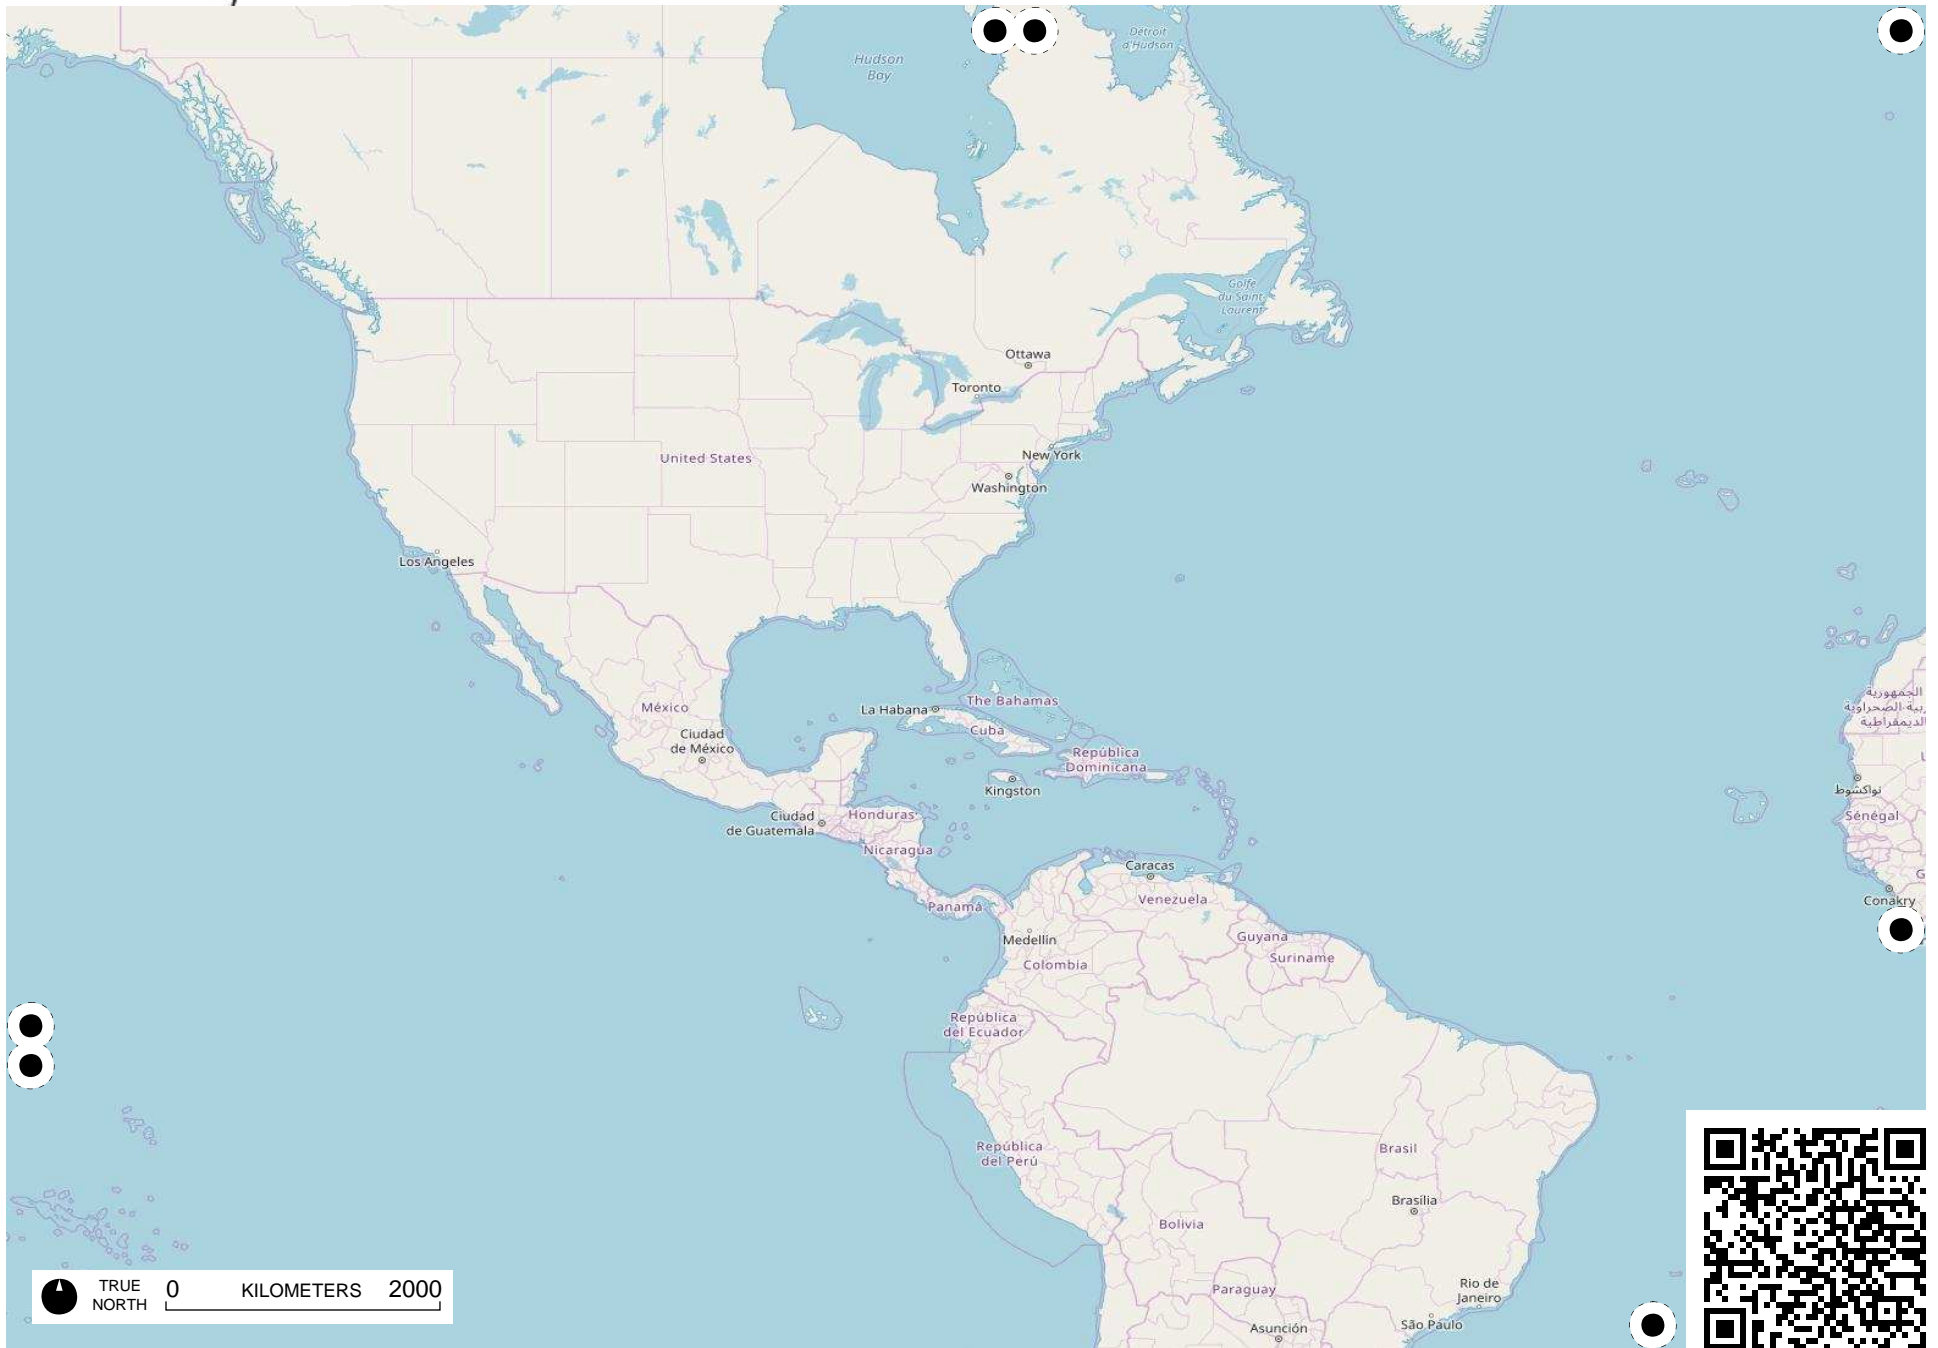 Détroit
d'Hudson
Hudson
Bay
Golfe
du Saint-
Laurent
Ottawa
Toronto
United States
New York
Washington
Los Angeles
México
La Habana
The Bahamas
Ciudad
de México
Cuba
República
Dominicana
Kingston
نواكشوط
Ciudad
de Guatemala
Honduras
Sénégal
Nicaragua
Caracas
Venezuela
Panamá
Conakry
Medellín
Guyana
Colombia
Suriname
República
del Ecuador
República
del Perú
Brasil
Brasília
Bolivia
TRUE
NORTH
0 KILOMETERS 2000
Paraguay
Rio de
Janeiro
São Paulo
Asunción